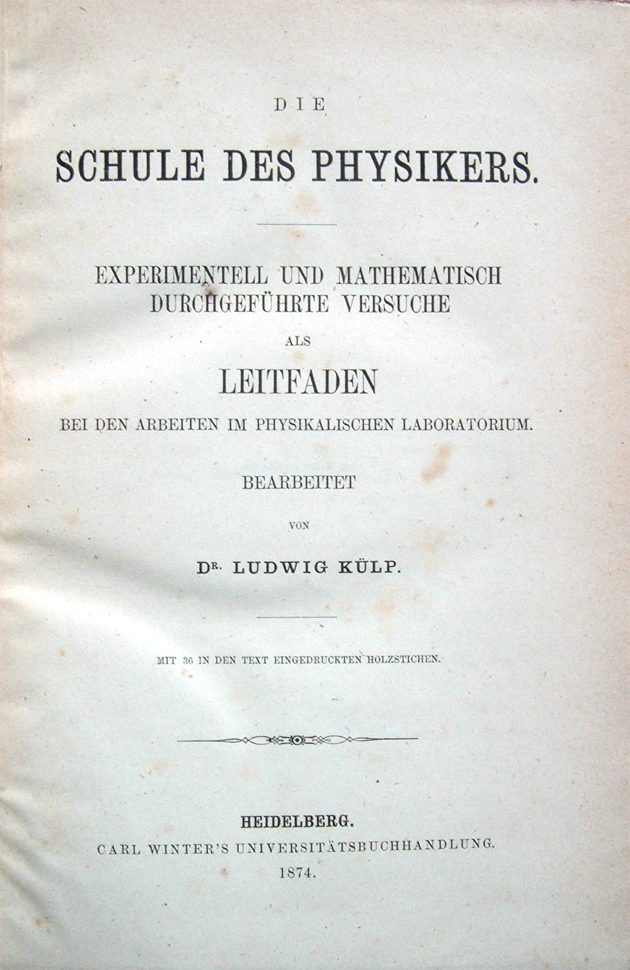 DIE
SCHULE DES PHYSIKERS.
EXPERIMENTELL UND MATHEMATISCH
DURCHGEFÜHRTE VERSUCHE
ALS
LEITFADEN
BEI DEN ARBEITEN IM PHYSIKALISCHEN LABORATORIUM.
BEARBEITET
VON
DR. LUDWIG KÜLP.
MIT 36 IN DEN TEXT EINGEDRUCKTEN HOLZSTICHEN.
HEIDELBERG.
CARL WINTER'S UNIVERSITÄTSBUCHHANDLUNG.
1874.